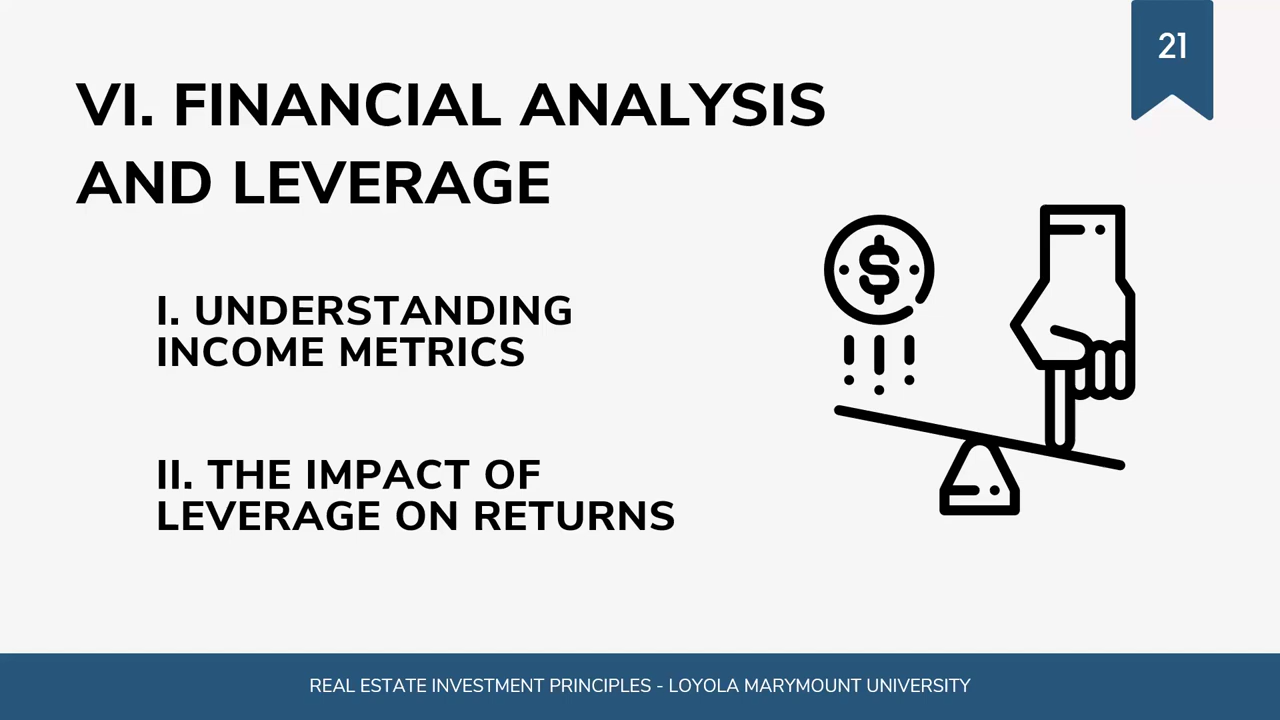 21
VI. FINANCIAL ANALYSIS
AND LEVERAGE
$
I. UNDERSTANDING
INCOME METRICS
II. THE IMPACT OF
LEVERAGE ON RETURNS
REAL ESTATE INVESTMENT PRINCIPLES - LOYOLA MARYMOUNT UNIVERSITY